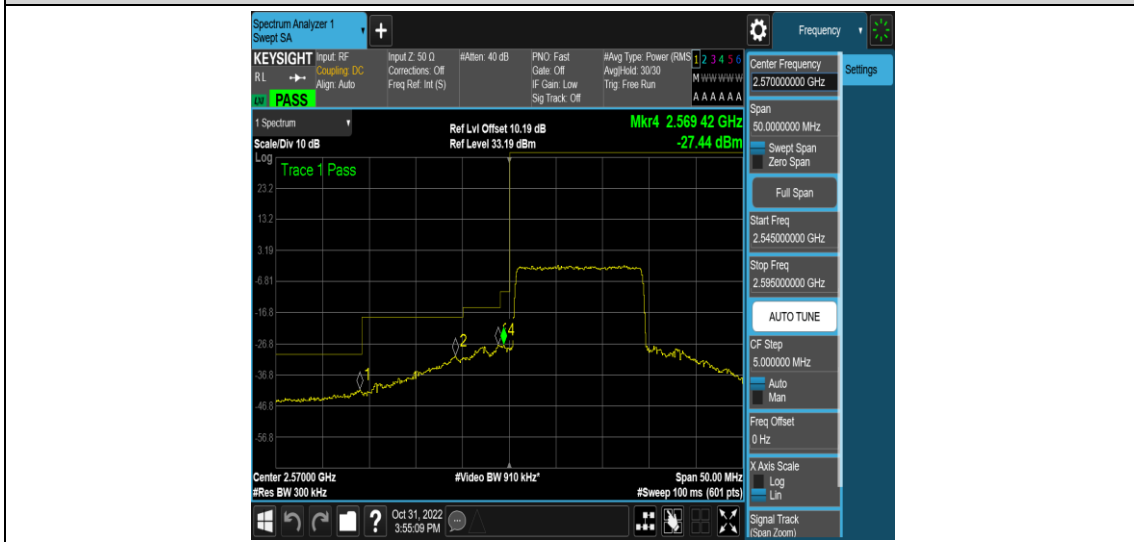 Spectrum Analyzer 1
Swept SA
+
Frequency
KEYSIGHT
Input: RF
Input Z: 50 Ω
#Atten: 40 dB
PNO: Fast
#Avg Type: Power (RMS
1 2 3 4 5 6
RL
Coupling: DC
Corrections: Off
Gate: Off
Avg|Hold: 30/30
M W W W W W
Align: Auto
Freq Ref: Int (S)
IF Gain: Low
Trig: Free Run
Sig Track: Off
A A A A A A
PASS
1 Spectrum
Ref Lvl Offset 10.19 dB
Mkr4 2.569 42 GHz
Scale/Div 10 dB
Ref Level 33.19 dBm
-27.44 dBm
Log
Trace 1 Pass
23.2
13.2
3.19
-6.81
-16.8
-26.8
-36.8
-46.8
-56.8
1
2
4
Center 2.57000 GHz
#Video BW 910 kHz*
Span 50.00 MHz
#Res BW 300 kHz
#Sweep 100 ms (601 pts)
?
Oct 31, 2022
3:55:09 PM
Center Frequency
2.570000000 GHz
Settings
Span
50.0000000 MHz
Swept Span
Zero Span
Full Span
Start Freq
2.545000000 GHz
Stop Freq
2.595000000 GHz
AUTO TUNE
CF Step
5.000000 MHz
Auto
Man
Freq Offset
0 Hz
X Axis Scale
Log
Lin
Signal Track
(Span Zoom)